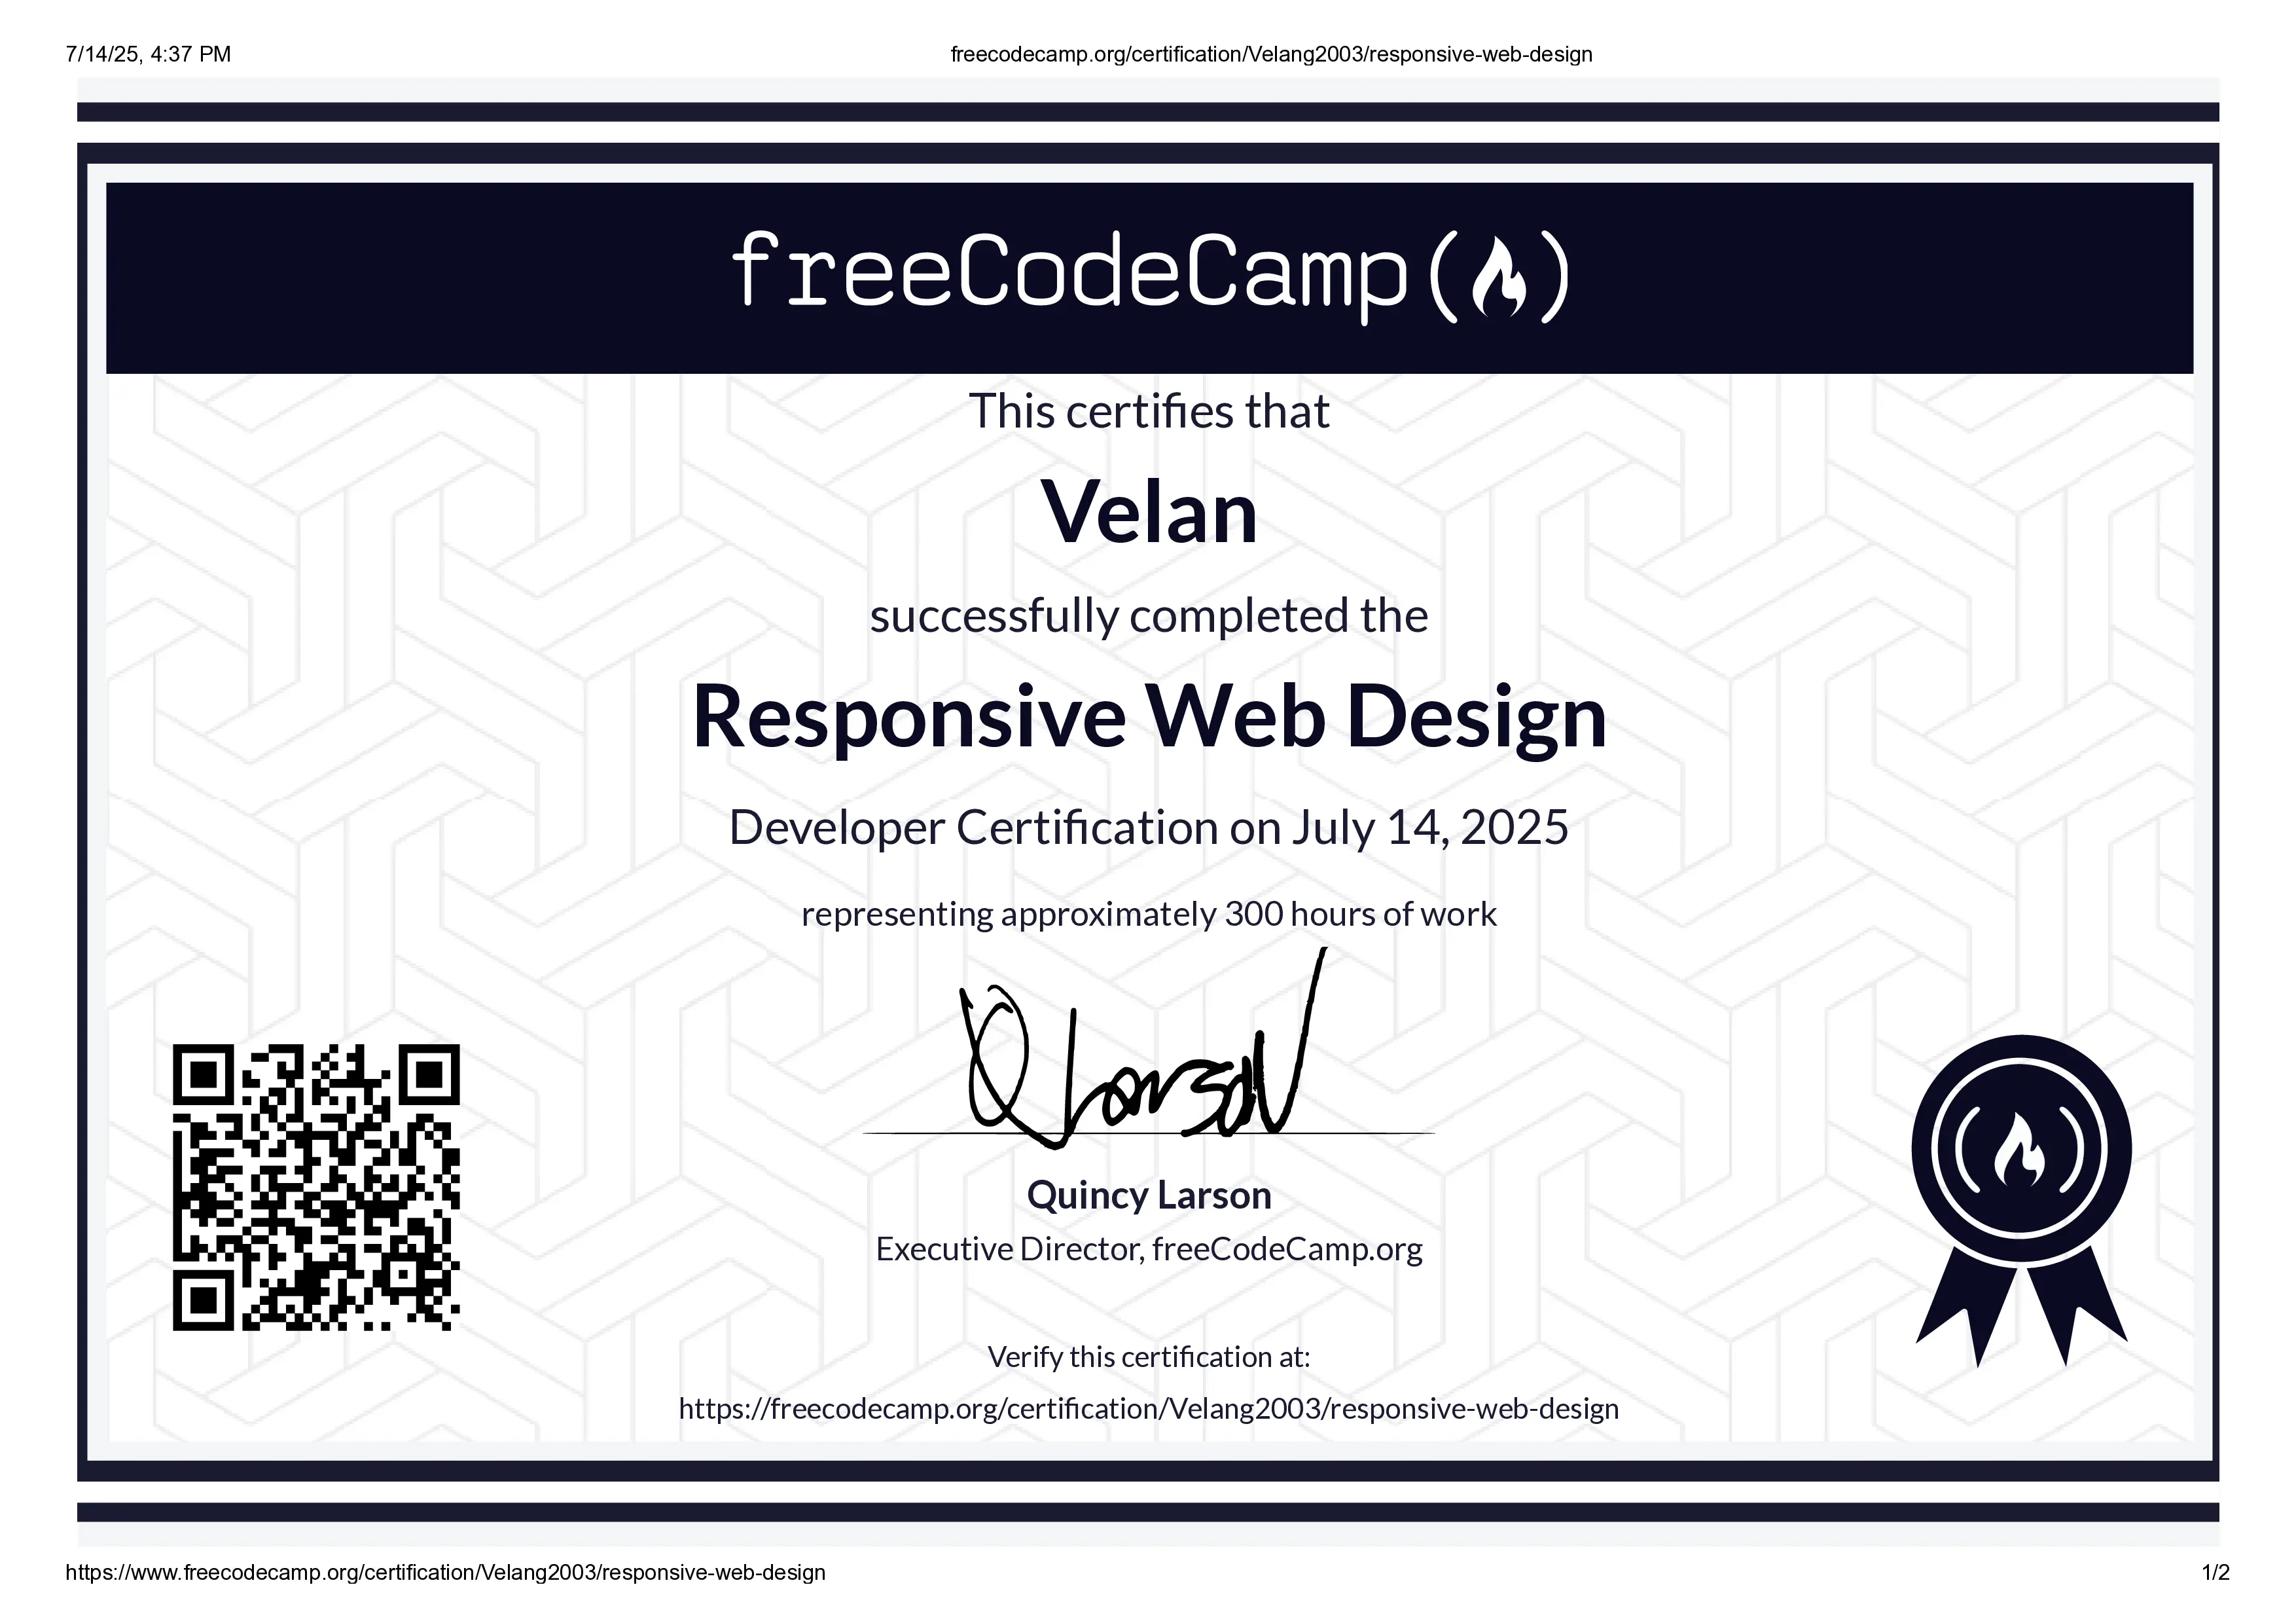 7/14/25, 4:37 PM
freecodecamp.org/certification/Velang2003/responsive-web-design
freeCodeCamp
This certifies that
Velan
successfully completed the
Responsive Web Design
Developer Certification on July 14, 2025
representing approximately 300 hours of work
Quincy Larson
Executive Director, freeCodeCamp.org
Verify this certification at:
https://freecodecamp.org/certification/Velang2003/responsive-web-design
https://www.freecodecamp.org/certification/Velang2003/responsive-web-design
1/2